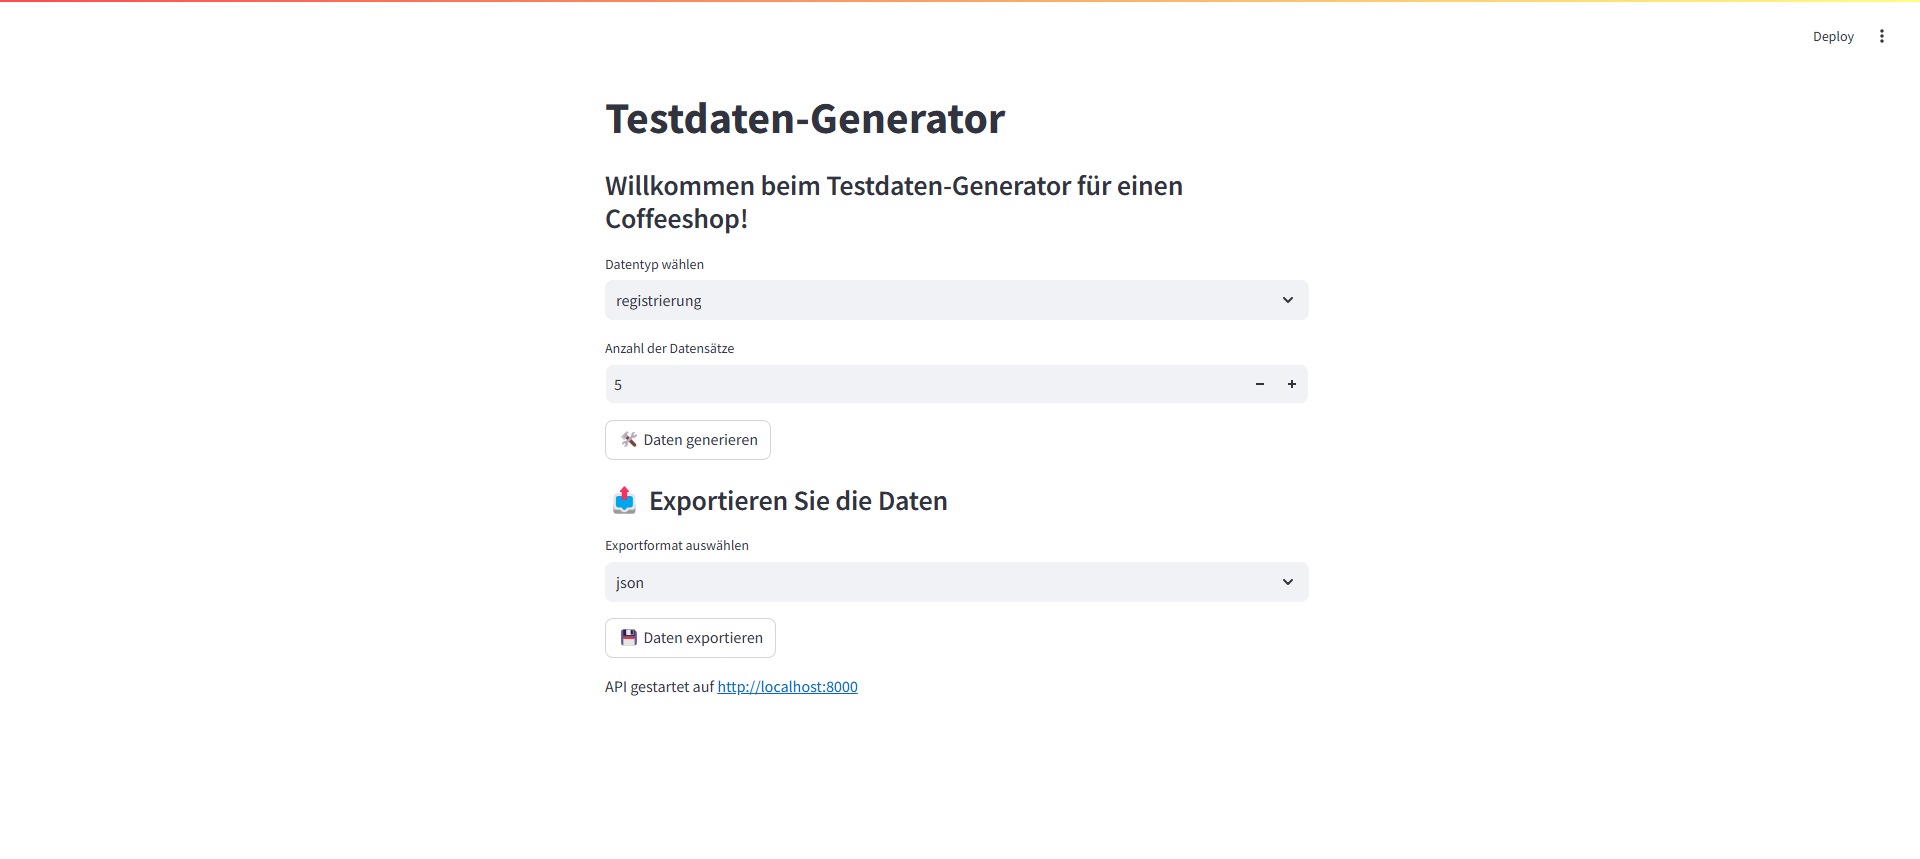 Deploy
Testdaten-Generator
Willkommen beim Testdaten-Generator für einen
Coffeeshop!
Datentyp wählen
registrierung
Anzahl der Datensätze
5
Daten generieren
Exportieren Sie die Daten
Exportformat auswählen
json
Daten exportieren
API gestartet auf http://localhost:8000